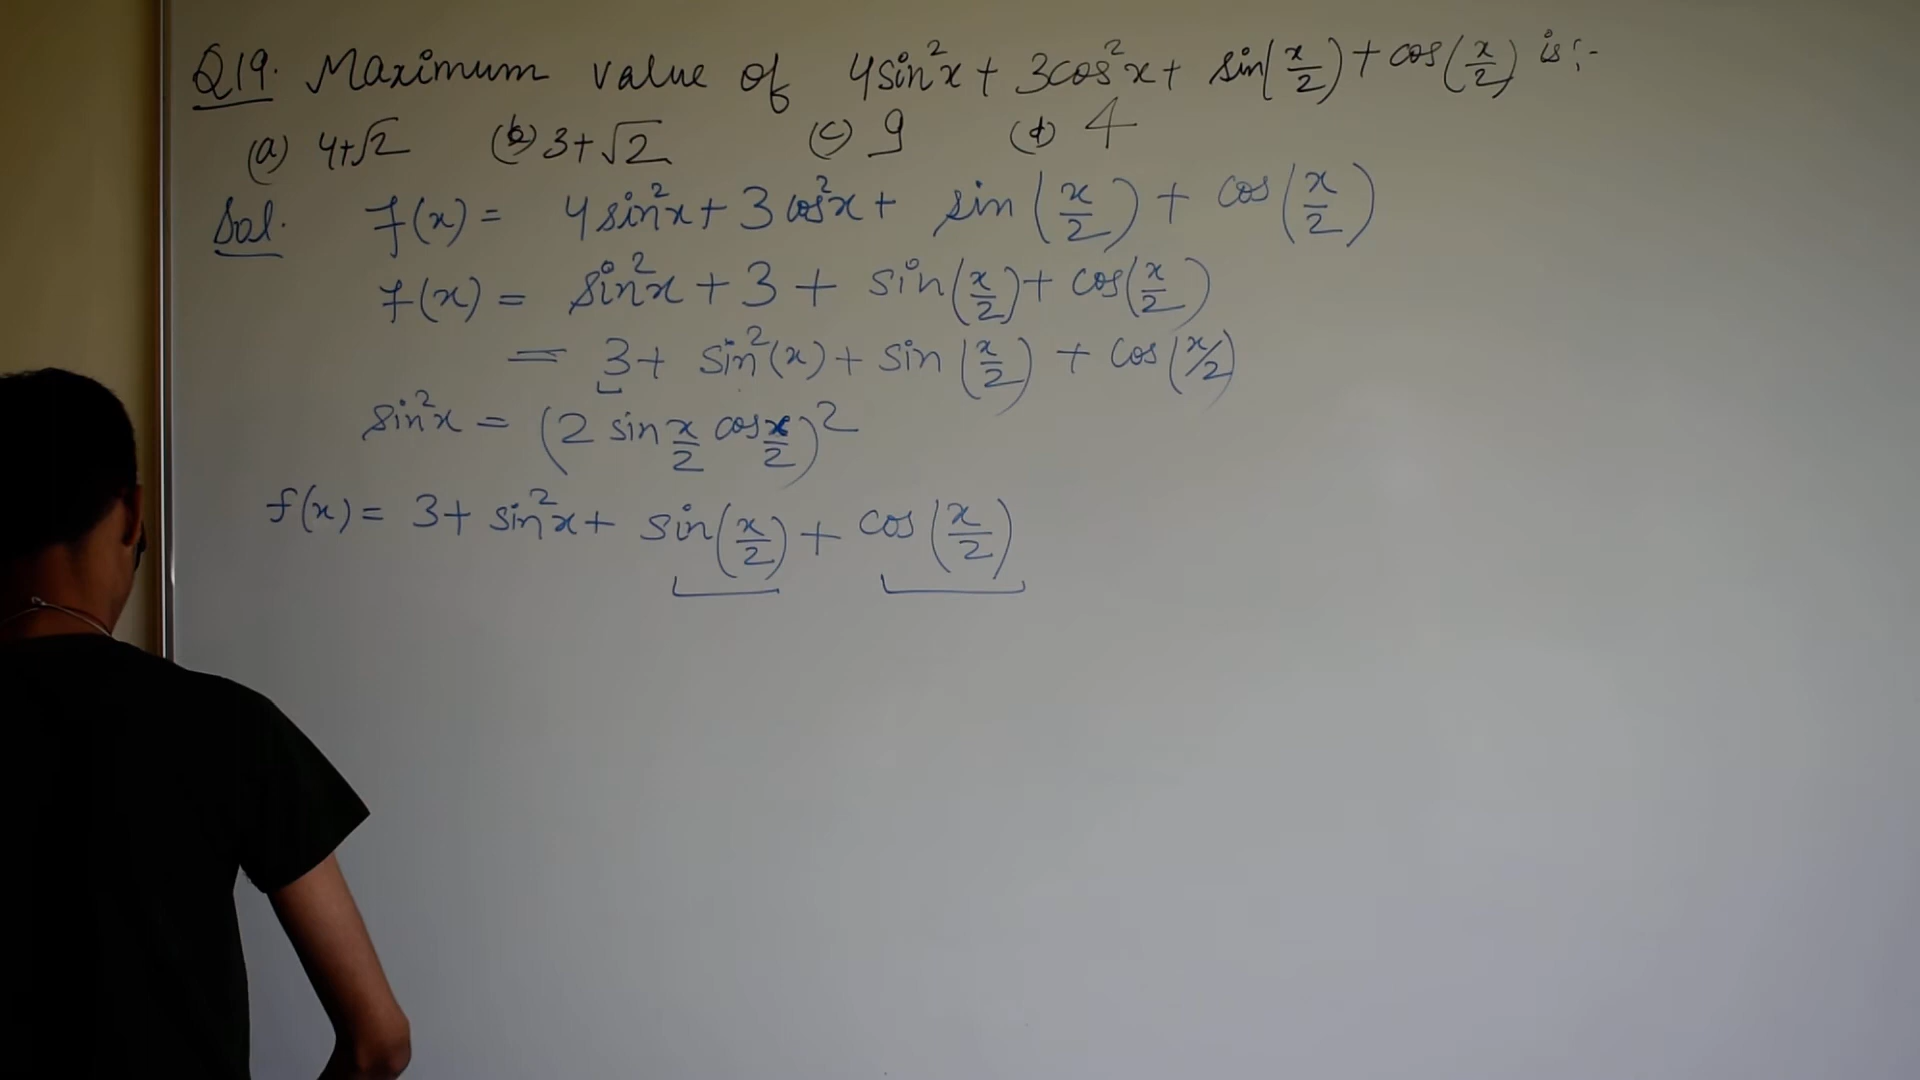 Q19. Maximum value of 4sin²x + 3cos²x + sin(x/2) + cos(x/2) is :-
(a) 4+√2 (b) 3+√2 (c) 9 (d) 4
Sol. f(x) = 4sin²x + 3cos²x + sin(x/2) + cos(x/2)
f(x) = sin²x + 3 + sin(x/2) + cos(x/2)
= 3 + sin²(x) + sin(x/2) + cos(x/2)
sin²x = (2 sin x/2 cos x/2)²
f(x) = 3 + sin²x + sin(x/2) + cos(x/2)